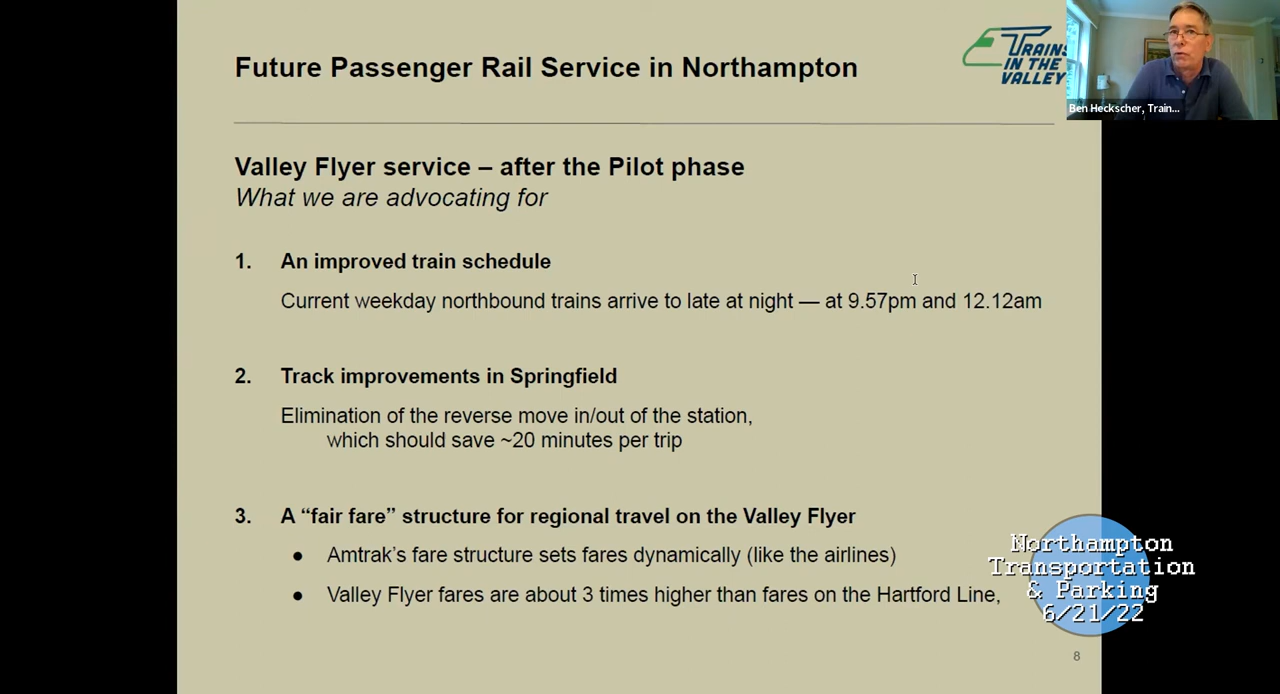 Future Passenger Rail Service in Northampton
TRAINS
IN THE
VALLEY
Ben Heckscher, Train...
Valley Flyer service – after the Pilot phase
What we are advocating for
1. An improved train schedule
Current weekday northbound trains arrive to late at night — at 9.57pm and 12.12am
2. Track improvements in Springfield
Elimination of the reverse move in/out of the station,
which should save ~20 minutes per trip
3. A “fair fare” structure for regional travel on the Valley Flyer
● Amtrak’s fare structure sets fares dynamically (like the airlines)
● Valley Flyer fares are about 3 times higher than fares on the Hartford Line,
Northampton
Transportation
& Parking
6/21/22
8